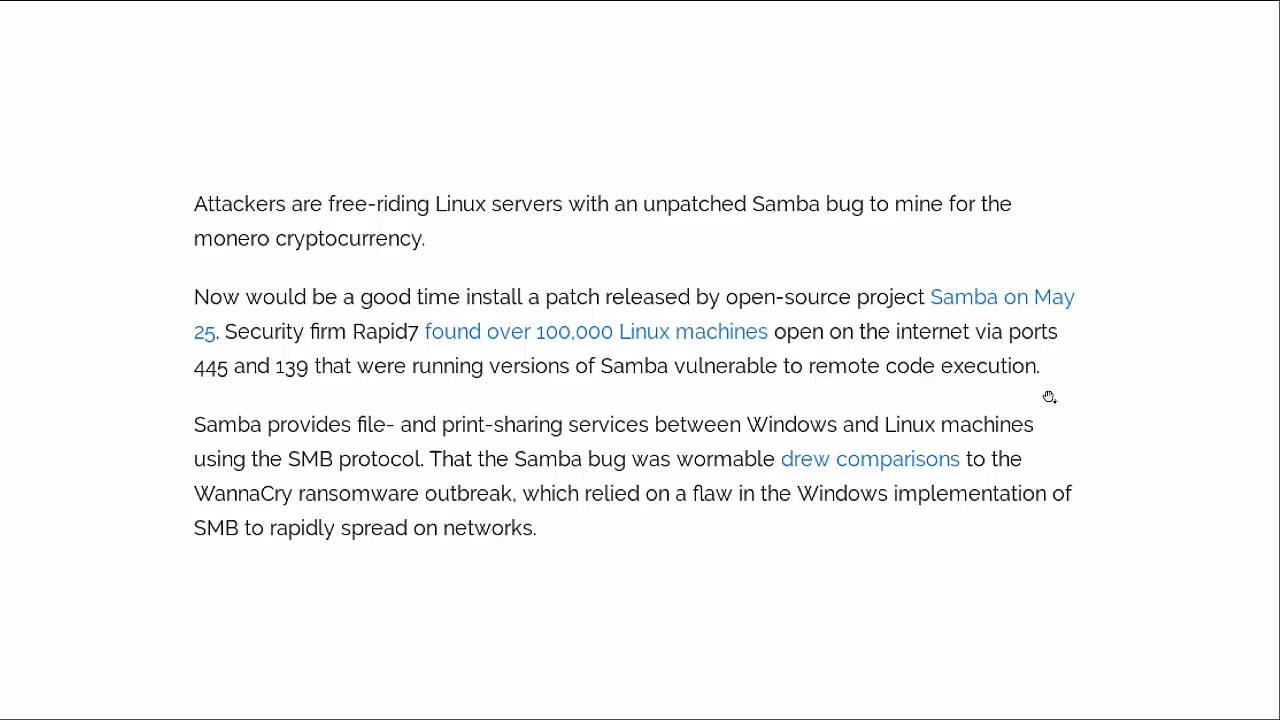 Attackers are free-riding Linux servers with an unpatched Samba bug to mine for the
monero cryptocurrency.
Now would be a good time install a patch released by open-source project Samba on May
25. Security firm Rapid7 found over 100,000 Linux machines open on the internet via ports
445 and 139 that were running versions of Samba vulnerable to remote code execution.
Samba provides file- and print-sharing services between Windows and Linux machines
using the SMB protocol. That the Samba bug was wormable drew comparisons to the
WannaCry ransomware outbreak, which relied on a flaw in the Windows implementation of
SMB to rapidly spread on networks.